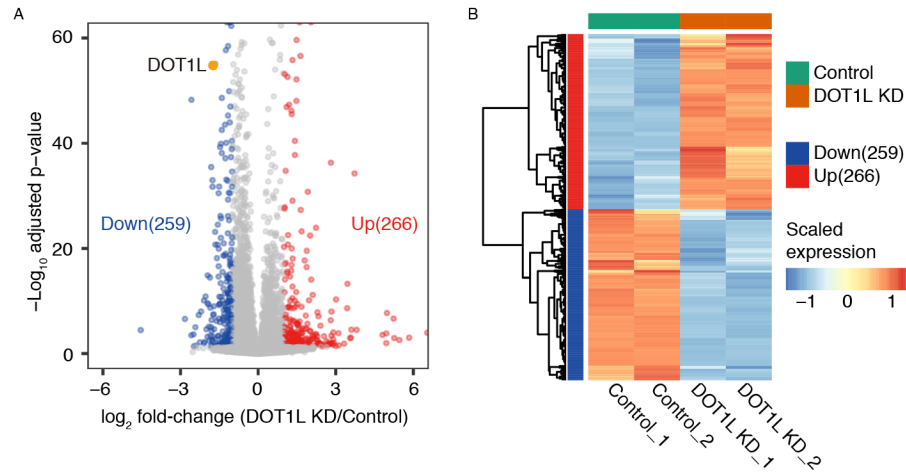 A
−Log10 adjusted p−value
60
40
20
0
DOT1L
Down(259)
Up(266)
−6
−3
0
3
6
log2 fold-change (DOT1L KD/Control)
B
Control
DOT1L KD
Down(259)
Up(266)
Scaled
expression
−1
0
1
Control_1
Control_2
DOT1L KD_1
DOT1L KD_2